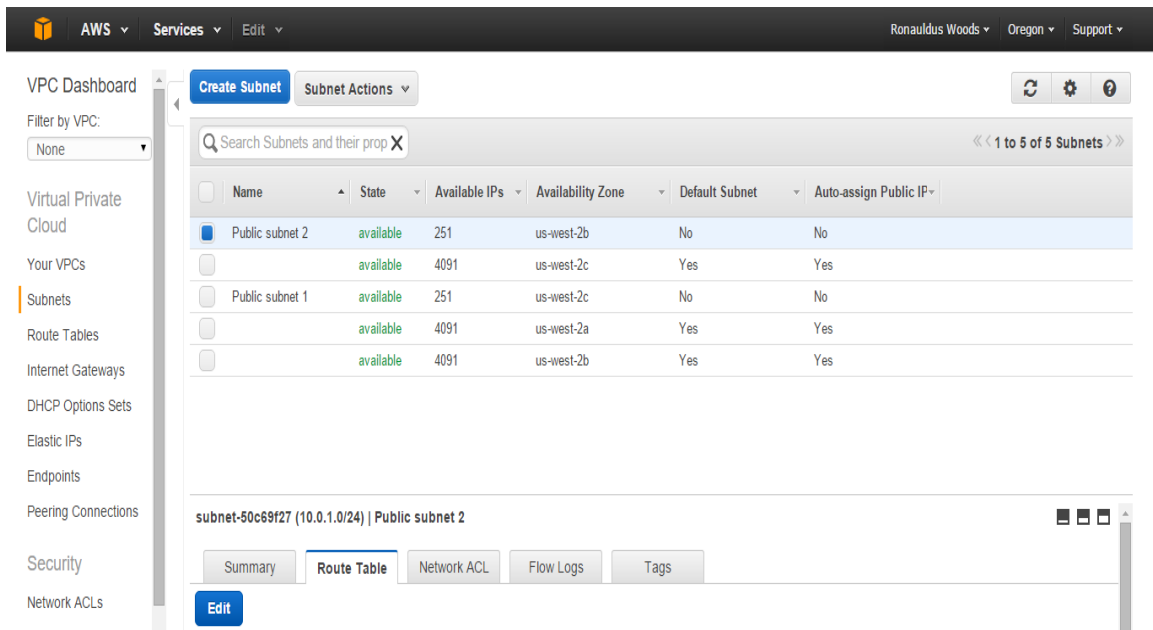 AWS Services Edit Ronauldus Woods Oregon Support
VPC Dashboard
Filter by VPC:
None
Virtual Private
Cloud
Your VPCs
Subnets
Route Tables
Internet Gateways
DHCP Options Sets
Elastic IPs
Endpoints
Peering Connections
Security
Network ACLs
Create Subnet Subnet Actions
Search Subnets and their prop 1 to 5 of 5 Subnets
Name State Available IPs Availability Zone Default Subnet Auto-assign Public IP
Public subnet 2 available 251 us-west-2b No No
available 4091 us-west-2c Yes Yes
Public subnet 1 available 251 us-west-2c No No
available 4091 us-west-2a Yes Yes
available 4091 us-west-2b Yes Yes
subnet-50c69f27 (10.0.1.0/24) | Public subnet 2
Summary Route Table Network ACL Flow Logs Tags
Edit